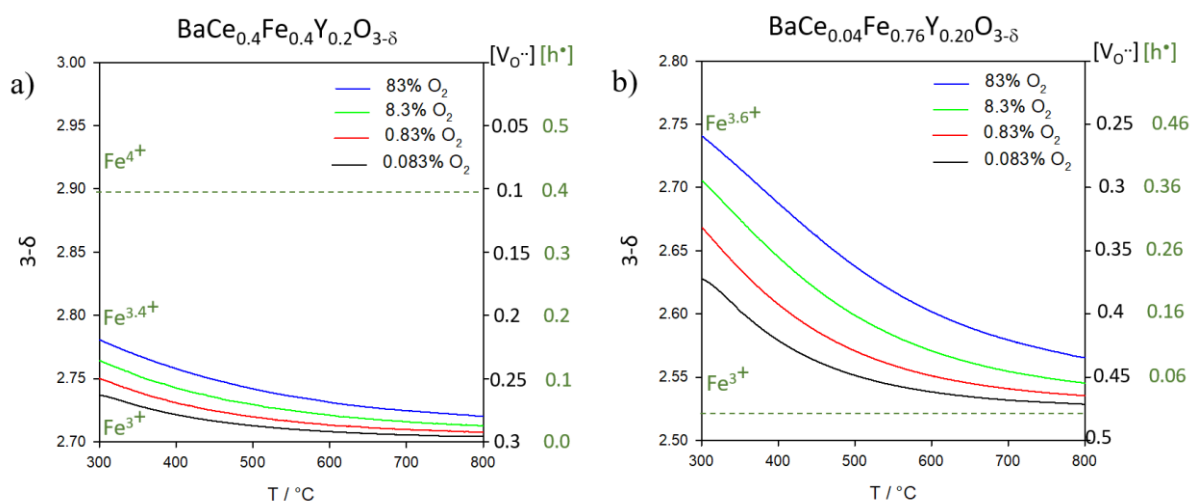 BaCe₀.₄Fe₀.₄Y₀.₂O₃₋δ
[V_O··] [h•]
a)
3.00
2.95
2.90
2.85
2.80
2.75
2.70
3-δ
83% O₂
8.3% O₂
0.83% O₂
0.083% O₂
Fe⁴⁺
Fe³·⁴⁺
Fe³⁺
0.05
0.1
0.15
0.2
0.25
0.3
0.5
0.4
0.3
0.2
0.1
0.0
300 400 500 600 700 800
T / °C
BaCe₀.₀₄Fe₀.₇₆Y₀.₂₀O₃₋δ
[V_O··] [h•]
b)
2.80
2.75
2.70
2.65
2.60
2.55
2.50
3-δ
83% O₂
8.3% O₂
0.83% O₂
0.083% O₂
Fe³·⁶⁺
Fe³⁺
0.25
0.3
0.35
0.4
0.45
0.5
0.46
0.36
0.26
0.16
0.06
300 400 500 600 700 800
T / °C